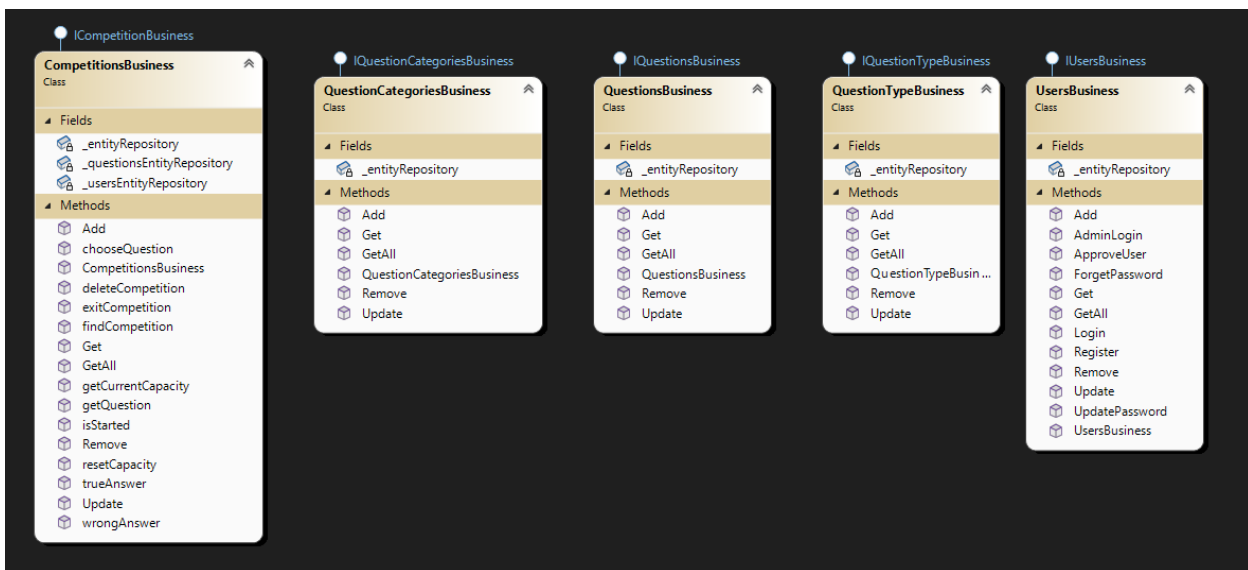 ICompetitionBusiness
CompetitionsBusiness
Class
Fields
_entityRepository
_questionsEntityRepository
_usersEntityRepository
Methods
Add
chooseQuestion
CompetitionsBusiness
deleteCompetition
exitCompetition
findCompetition
Get
GetAll
getCurrentCapacity
getQuestion
isStarted
Remove
resetCapacity
trueAnswer
Update
wrongAnswer
IQuestionCategoriesBusiness
QuestionCategoriesBusiness
Class
Fields
_entityRepository
Methods
Add
Get
GetAll
QuestionCategoriesBusiness
Remove
Update
IQuestionsBusiness
QuestionsBusiness
Class
Fields
_entityRepository
Methods
Add
Get
GetAll
QuestionsBusiness
Remove
Update
IQuestionTypeBusiness
QuestionTypeBusiness
Class
Fields
_entityRepository
Methods
Add
Get
GetAll
QuestionTypeBusin...
Remove
Update
IUsersBusiness
UsersBusiness
Class
Fields
_entityRepository
Methods
Add
AdminLogin
ApproveUser
ForgetPassword
Get
GetAll
Login
Register
Remove
Update
UpdatePassword
UsersBusiness